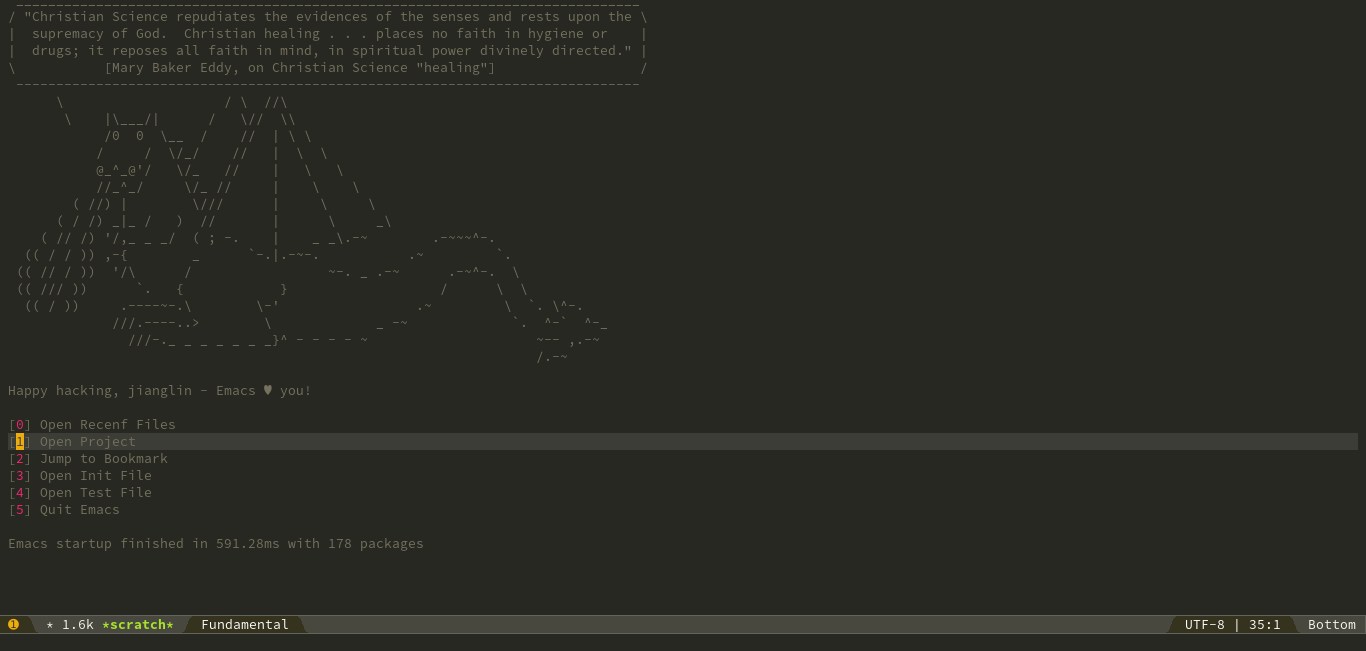 "Christian Science repudiates the evidences of the senses and rests upon the
supremacy of God.  Christian healing . . . places no faith in hygiene or
drugs; it reposes all faith in mind, in spiritual power divinely directed."
[Mary Baker Eddy, on Christian Science "healing"]
Happy hacking, jianglin - Emacs ♥ you!
[0] Open Recenf Files
[1] Open Project
[2] Jump to Bookmark
[3] Open Init File
[4] Open Test File
[5] Quit Emacs
Emacs startup finished in 591.28ms with 178 packages
❶ * 1.6k *scratch* Fundamental UTF-8 | 35:1 Bottom